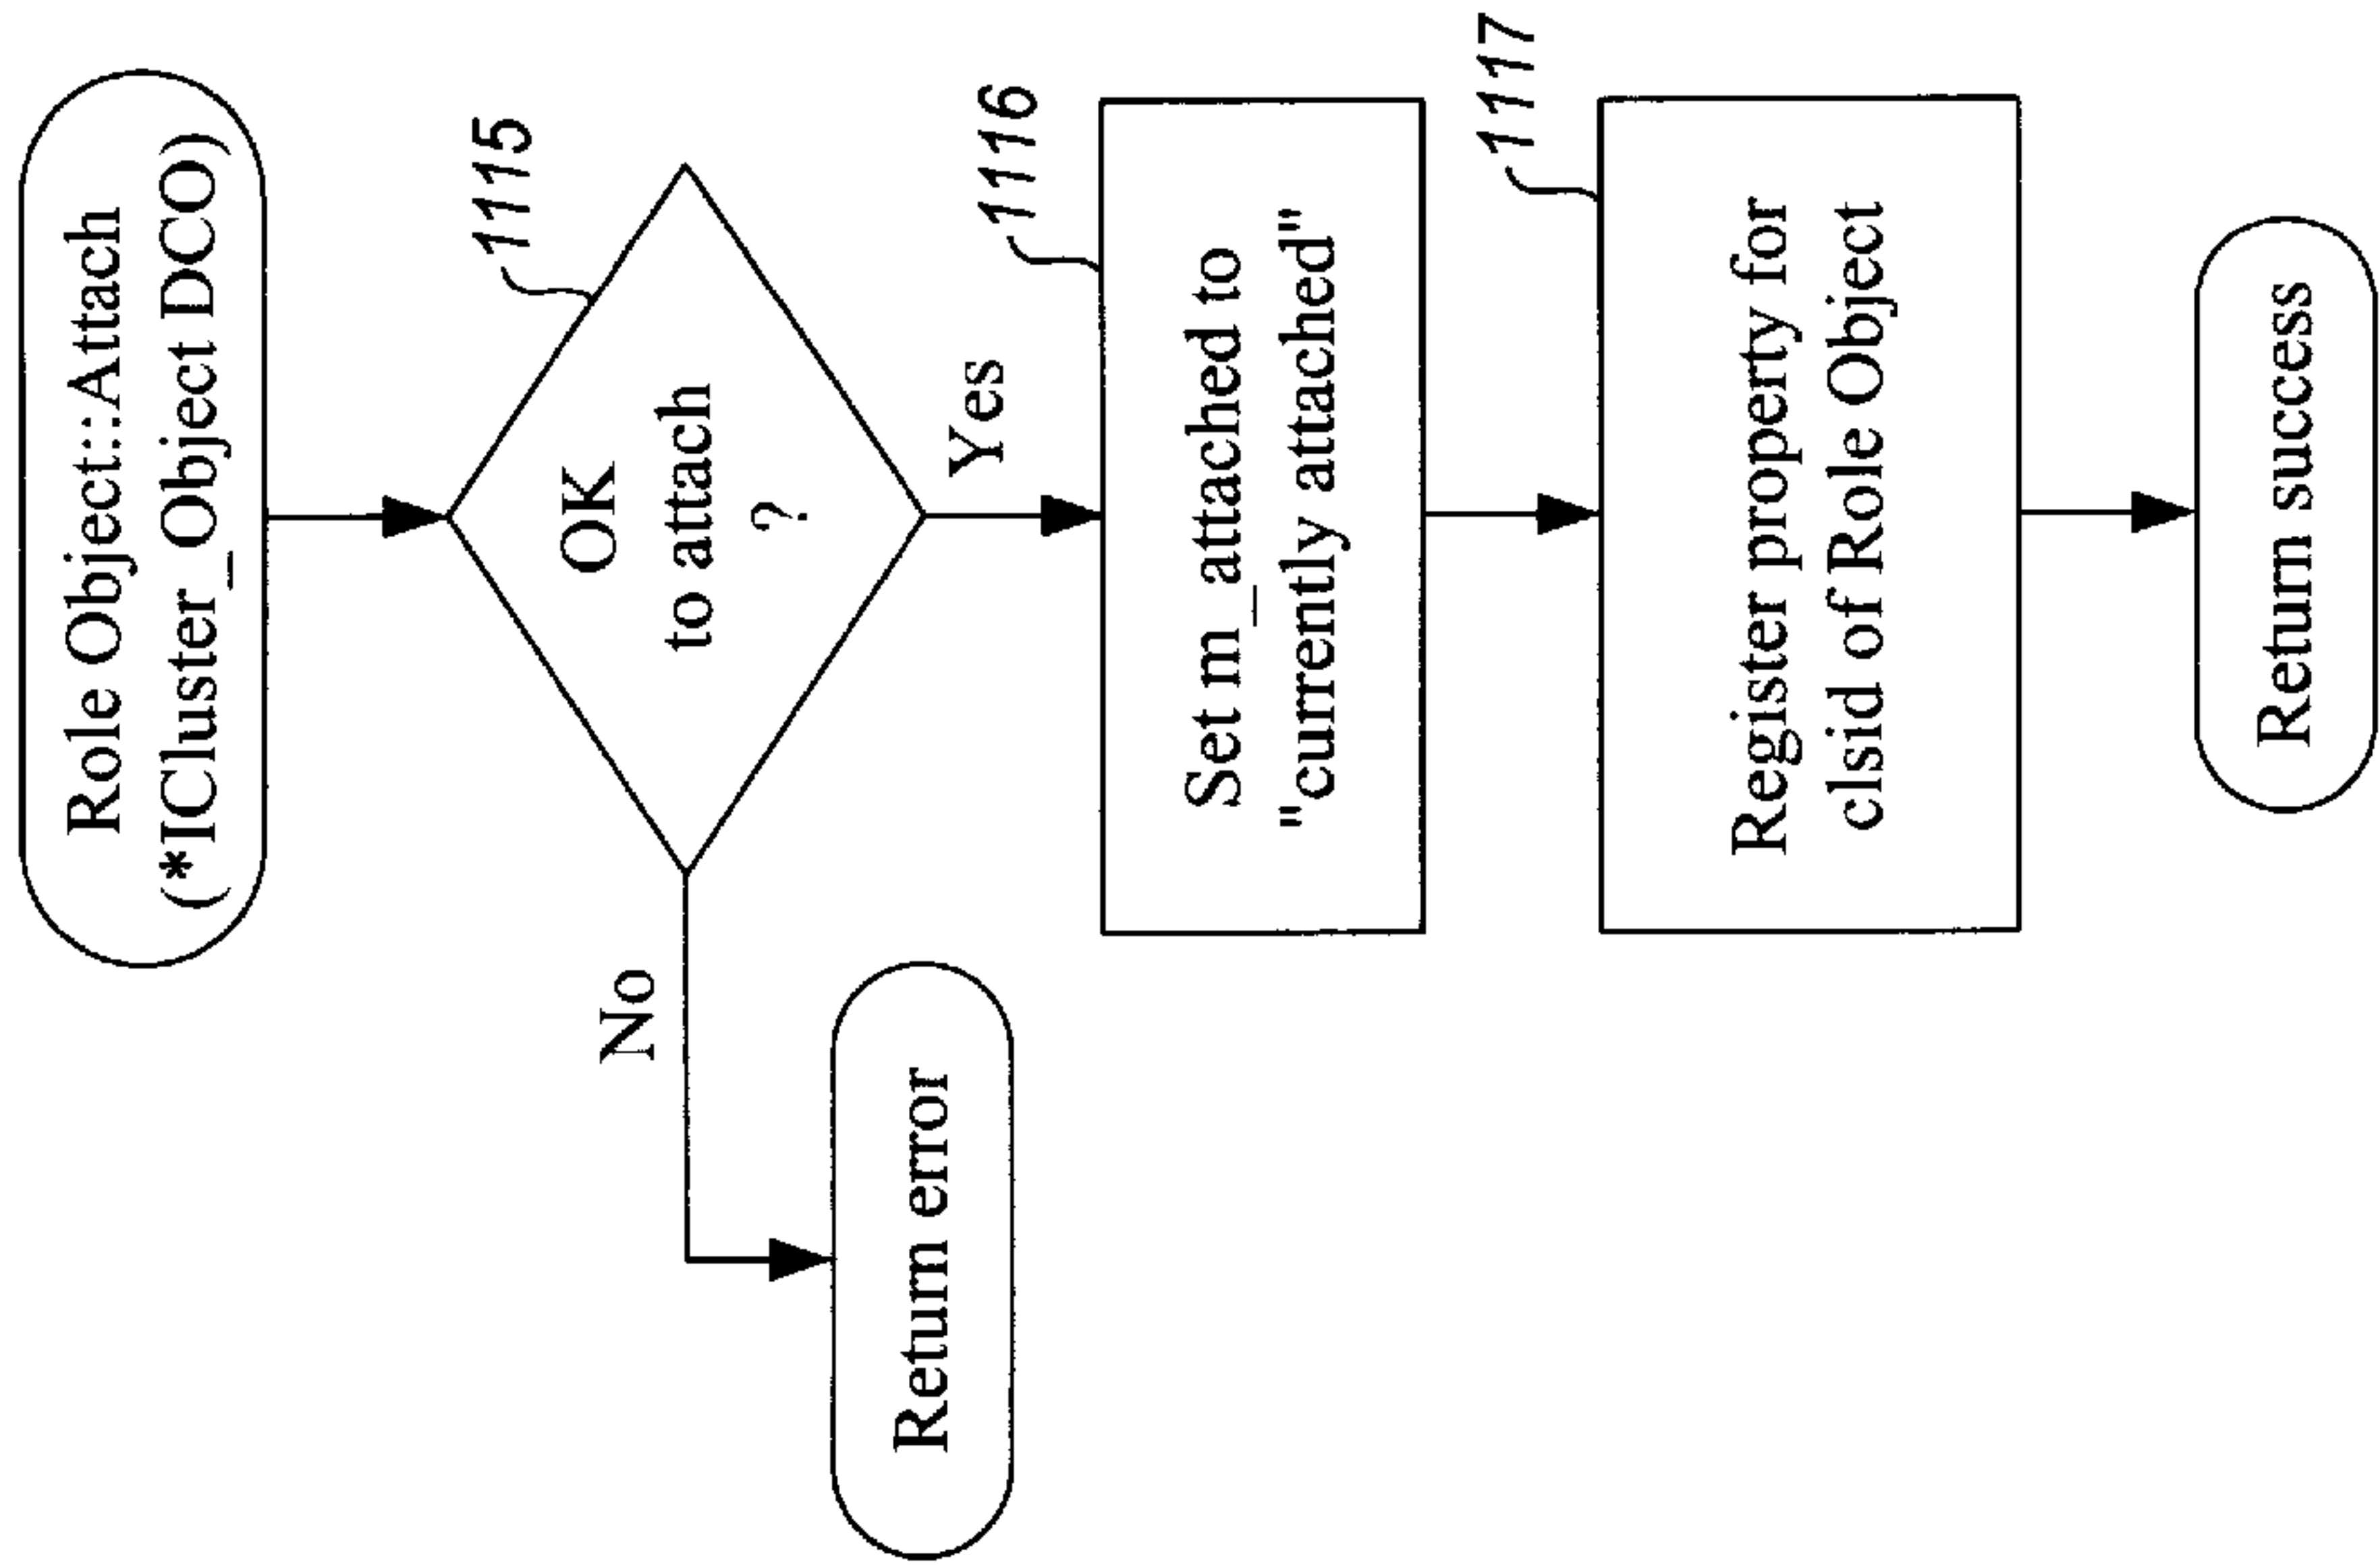 Role Object::Attach
(*ICluster_Object DCO)
1115
OK
to attach
?
No
Yes
Return error
1116
Set m_attached to
"currently attached"
1117
Register property for
clsid of Role Object
Return success